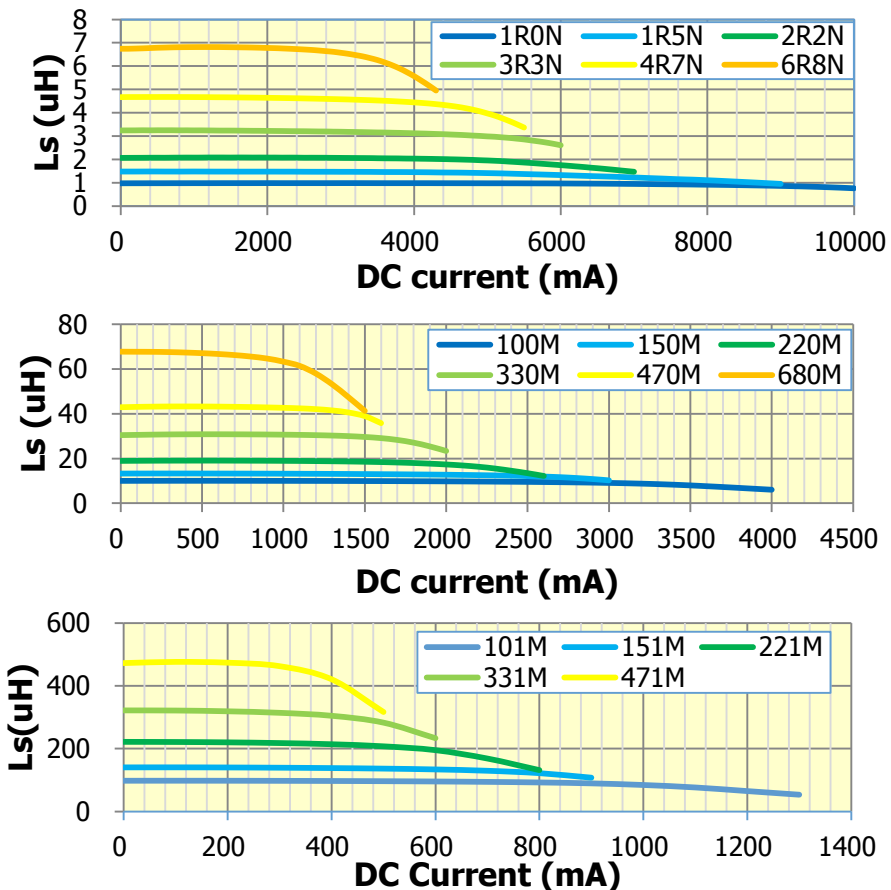 8
7
6
5
4
3
2
1
0
Ls (uH)
1R0N 1R5N 2R2N
3R3N 4R7N 6R8N
0 2000 4000 6000 8000 10000
DC current (mA)
80
60
40
20
0
Ls (uH)
100M 150M 220M
330M 470M 680M
0 500 1000 1500 2000 2500 3000 3500 4000 4500
DC current (mA)
600
400
200
0
Ls(uH)
101M 151M 221M
331M 471M
0 200 400 600 800 1000 1200 1400
DC Current (mA)